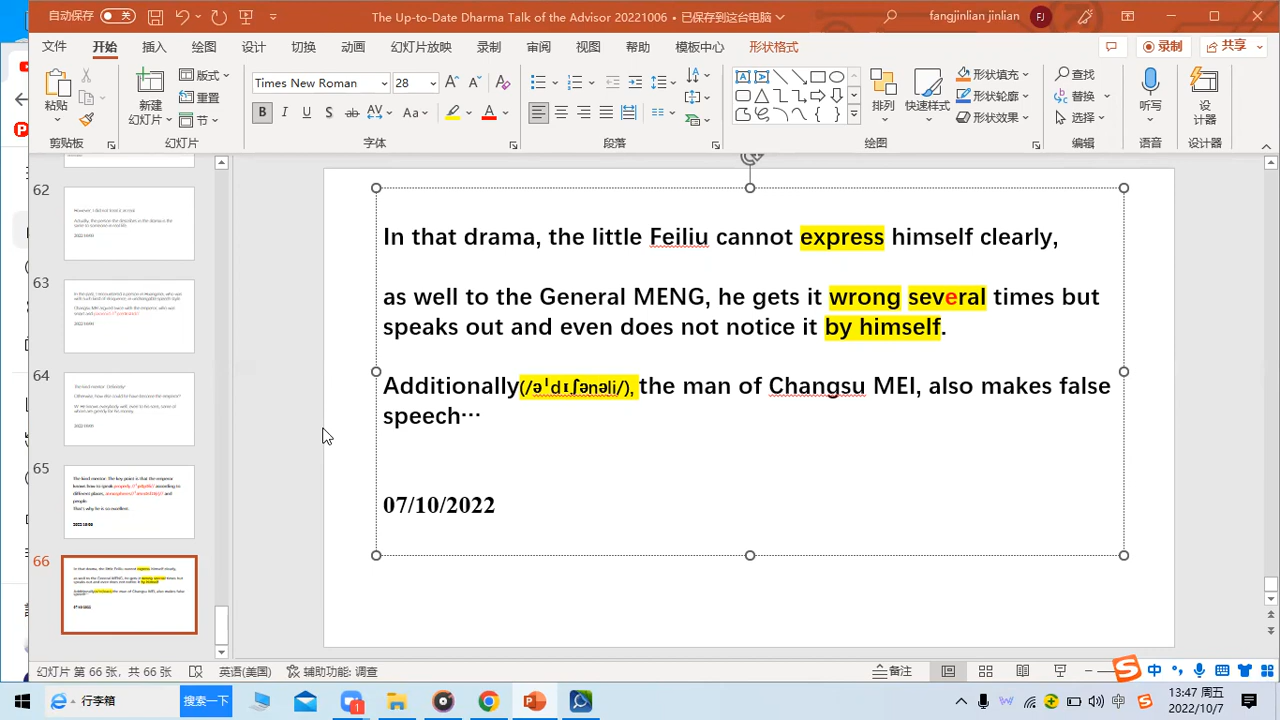 自动保存 关 The Up-to-Date Dharma Talk of the Advisor 20221006 • 已保存到这台电脑 fangjinlian jinlian FJ
文件 开始 插入 绘图 设计 切换 动画 幻灯片放映 录制 审阅 视图 帮助 模板中心 形状格式 录制 共享
粘贴 新建 幻灯片 版式 重置 节 Times New Roman 28 排列 快速样式 形状填充 形状轮廓 形状效果 查找 替换 选择 听写 设计器
剪贴板 幻灯片 字体 段落 绘图 编辑 语音 设计器
62
63
64
65
66
In that drama, the little Feiliu cannot express himself clearly,
as well to the General MENG, he gets it wrong several times but
speaks out and even does not notice it by himself.
Additionally(/əˈdɪʃənəli/), the man of Changsu MEI, also makes false
speech…
07/10/2022
幻灯片 第 66 张，共 66 张 英语(美国) 辅助功能: 调查 备注 中
行李箱 搜索一下 1 中 13:47 周五
2022/10/7